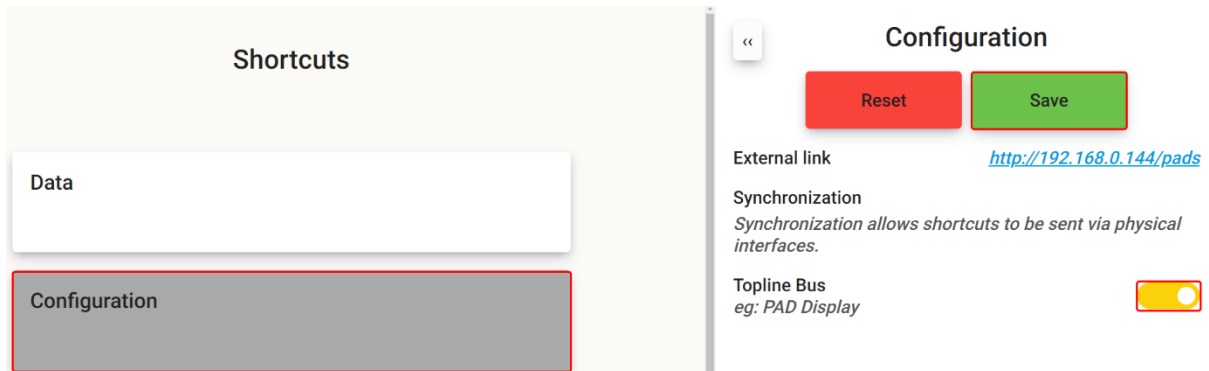 Shortcuts
Data
Configuration
‹‹
Configuration
Reset
Save
External link
http://192.168.0.144/pads
Synchronization
Synchronization allows shortcuts to be sent via physical
interfaces.
Topline Bus
eg: PAD Display